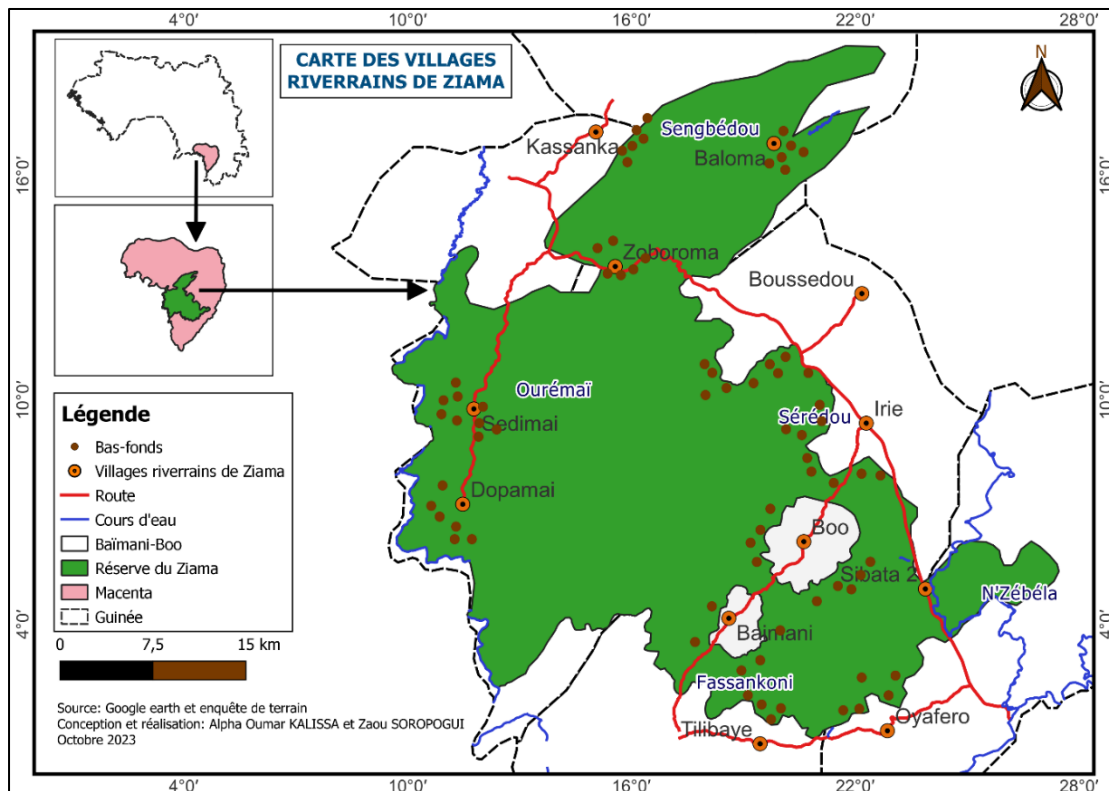 4°0′ 10°0′ 16°0′ 22°0′ 28°0′
CARTE DES VILLAGES
RIVERRAINS DE ZIAMA
N
Sengbédou
Kassanka
Baloma
16°0′
16°0′
Zoboroma
Boussedou
Ourémaï
10°0′
10°0′
Sedimai
Sérédou
Irie
Dopamai
Boo
Sibata 2
N'Zébéla
4°0′
4°0′
Baimani
Fassankoni
Tilibaye
Oyafero
Légende
Bas-fonds
Villages riverrains de Ziama
Route
Cours d'eau
Baïmani-Boo
Réserve du Ziama
Macenta
Guinée
0 7,5 15 km
Source: Google earth et enquête de terrain
Conception et réalisation: Alpha Oumar KALISSA et Zaou SOROPOGUI
Octobre 2023
4°0′ 10°0′ 16°0′ 22°0′ 28°0′